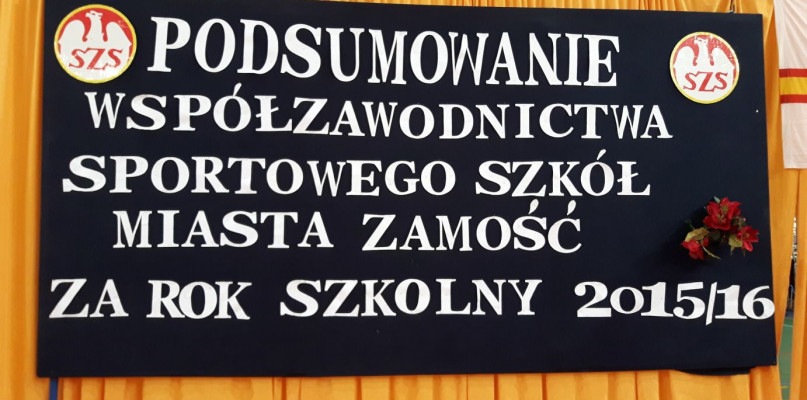 SZS
PODSUMOWANIE
SZS
WSPÓŁZAWODNICTWA
SPORTOWEGO SZKÓŁ
MIASTA ZAMOŚĆ
ZA ROK SZKOLNY 2015/16